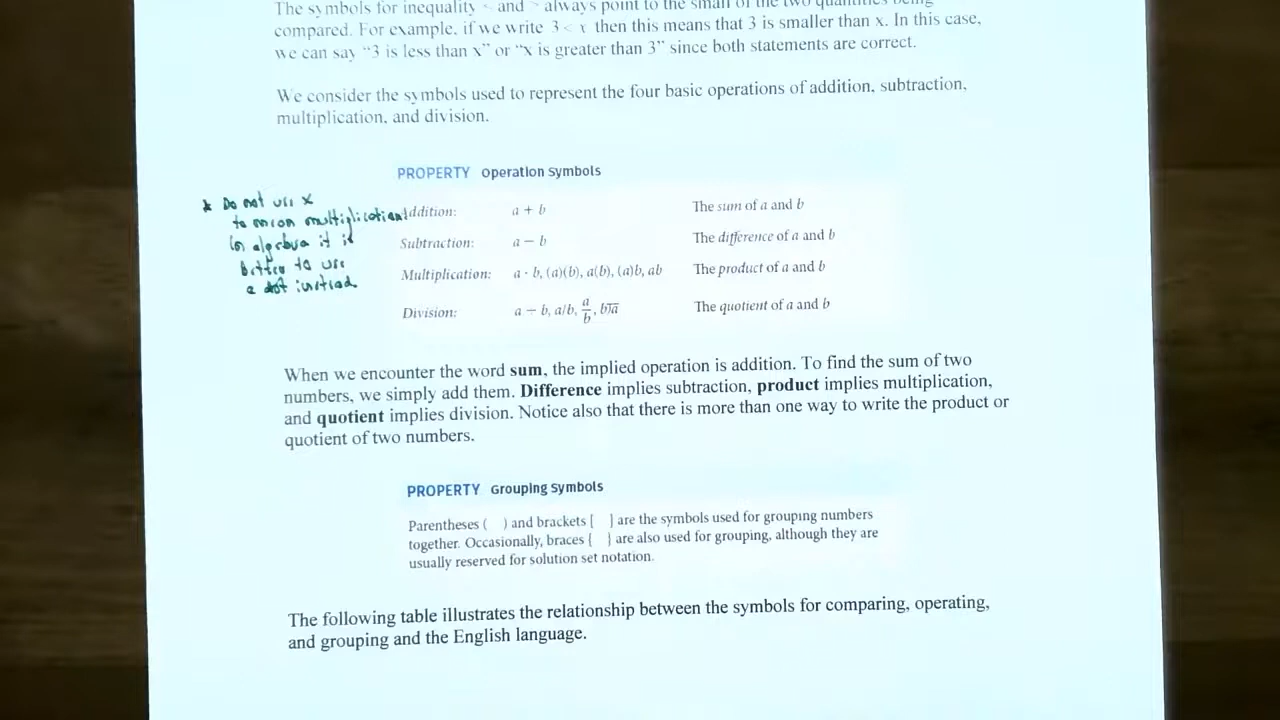 The symbols for inequality < and > always point to the small of the two quantities being
compared. For example, if we write 3 < x then this means that 3 is smaller than x. In this case,
we can say “3 is less than x” or “x is greater than 3” since both statements are correct.
We consider the symbols used to represent the four basic operations of addition, subtraction,
multiplication, and division.
PROPERTY Operation Symbols
* Do not use x
to mean multiplication!
In algebra it is
better to use
a dot instead.
Addition: a + b The sum of a and b
Subtraction: a − b The difference of a and b
Multiplication: a · b, (a)(b), a(b), (a)b, ab The product of a and b
Division: a ÷ b, a/b, a/b, b)a The quotient of a and b
When we encounter the word sum, the implied operation is addition. To find the sum of two
numbers, we simply add them. Difference implies subtraction, product implies multiplication,
and quotient implies division. Notice also that there is more than one way to write the product or
quotient of two numbers.
PROPERTY Grouping Symbols
Parentheses ( ) and brackets [ ] are the symbols used for grouping numbers
together. Occasionally, braces { } are also used for grouping, although they are
usually reserved for solution set notation.
The following table illustrates the relationship between the symbols for comparing, operating,
and grouping and the English language.